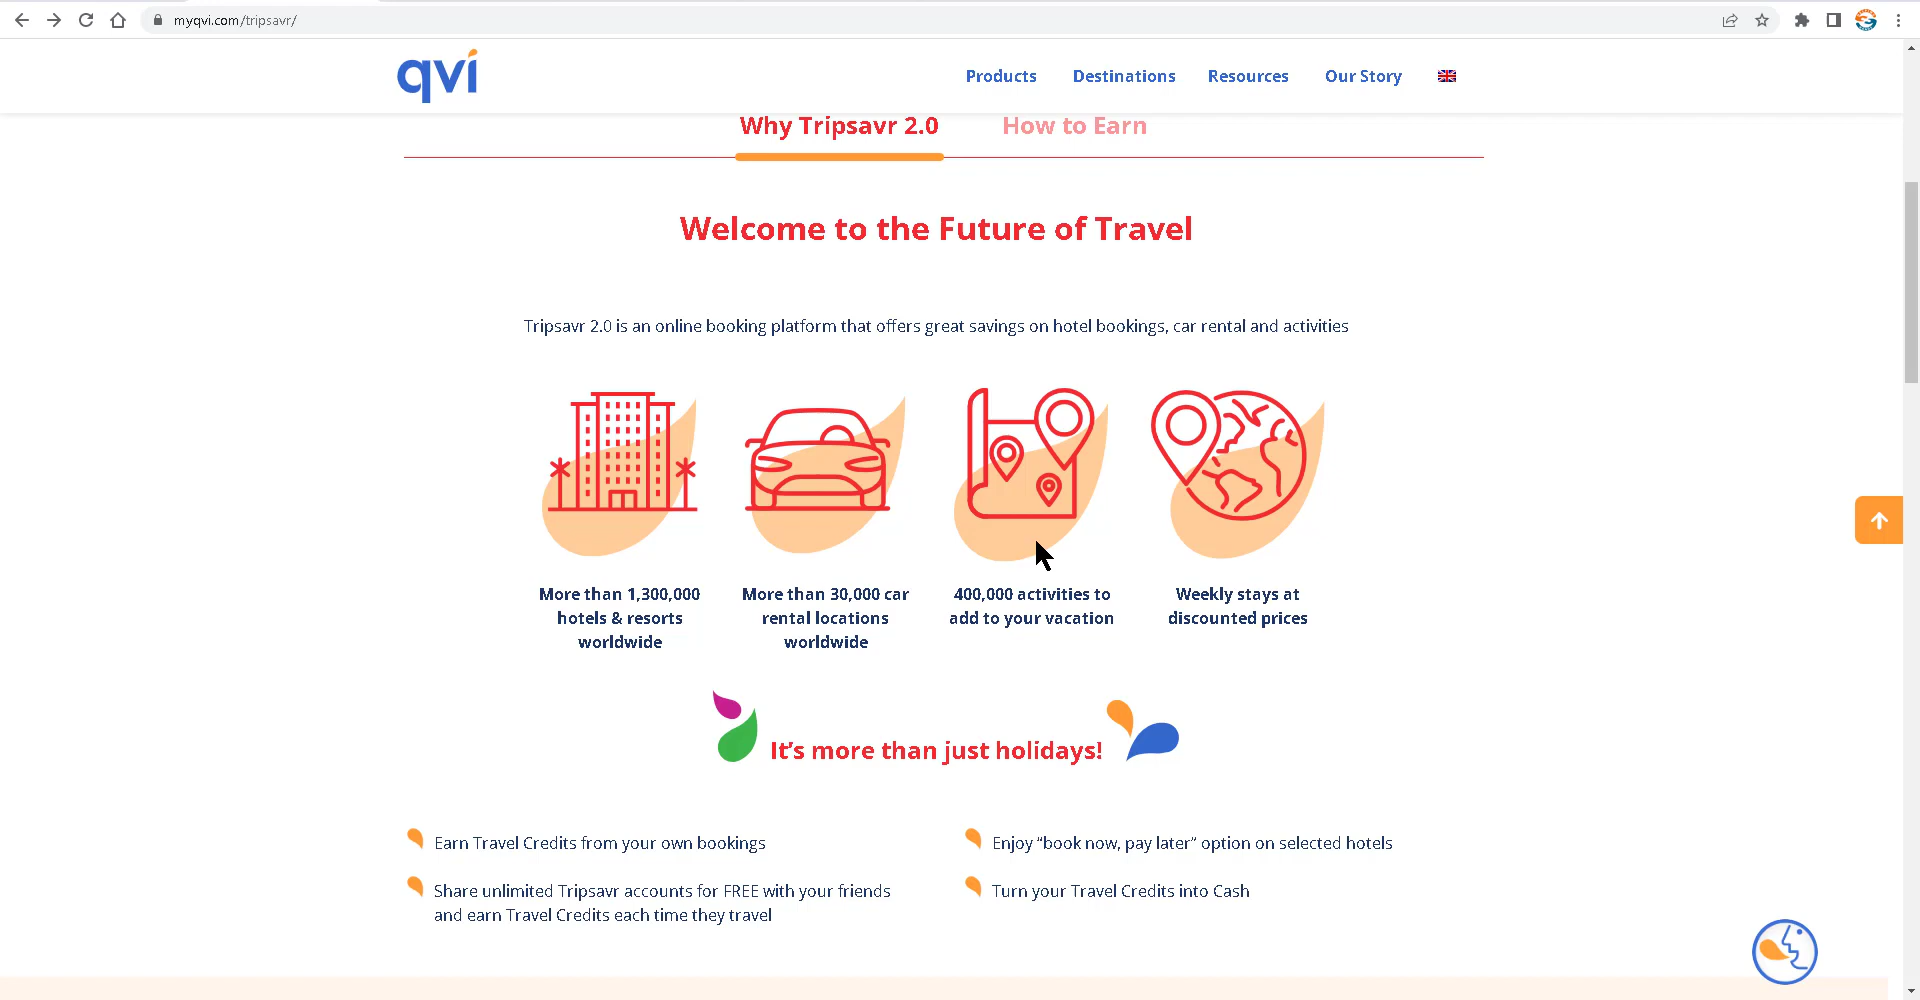 myqvi.com/tripsavr/
qvi
Products Destinations Resources Our Story
Why Tripsavr 2.0 How to Earn
Welcome to the Future of Travel
Tripsavr 2.0 is an online booking platform that offers great savings on hotel bookings, car rental and activities
More than 1,300,000
hotels & resorts
worldwide
More than 30,000 car
rental locations
worldwide
400,000 activities to
add to your vacation
Weekly stays at
discounted prices
It’s more than just holidays!
Earn Travel Credits from your own bookings
Share unlimited Tripsavr accounts for FREE with your friends
and earn Travel Credits each time they travel
Enjoy “book now, pay later” option on selected hotels
Turn your Travel Credits into Cash